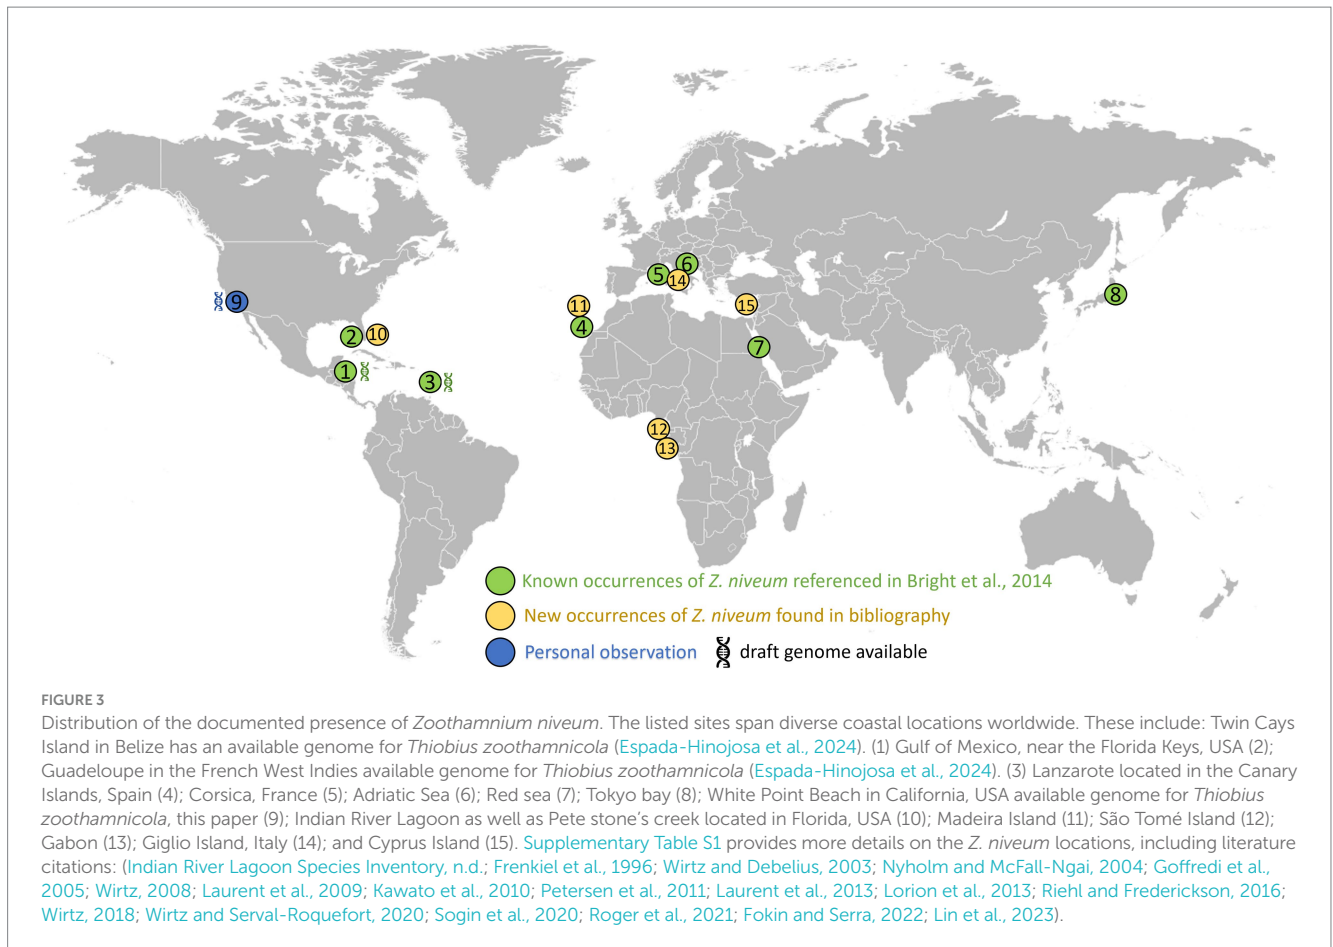 9
2
10
1
3
11
4
5
6
14
15
7
8
12
13
Known occurrences of Z. niveum referenced in Bright et al., 2014
New occurrences of Z. niveum found in bibliography
Personal observation draft genome available
FIGURE 3
Distribution of the documented presence of Zoothamnium niveum. The listed sites span diverse coastal locations worldwide. These include: Twin Cays
Island in Belize has an available genome for Thiobius zoothamnicola (Espada-Hinojosa et al., 2024). (1) Gulf of Mexico, near the Florida Keys, USA (2);
Guadeloupe in the French West Indies available genome for Thiobius zoothamnicola (Espada-Hinojosa et al., 2024). (3) Lanzarote located in the Canary
Islands, Spain (4); Corsica, France (5); Adriatic Sea (6); Red sea (7); Tokyo bay (8); White Point Beach in California, USA available genome for Thiobius
zoothamnicola, this paper (9); Indian River Lagoon as well as Pete stone's creek located in Florida, USA (10); Madeira Island (11); São Tomé Island (12);
Gabon (13); Giglio Island, Italy (14); and Cyprus Island (15). Supplementary Table S1 provides more details on the Z. niveum locations, including literature
citations: (Indian River Lagoon Species Inventory, n.d.; Frenkiel et al., 1996; Wirtz and Debelius, 2003; Nyholm and McFall-Ngai, 2004; Goffredi et al.,
2005; Wirtz, 2008; Laurent et al., 2009; Kawato et al., 2010; Petersen et al., 2011; Laurent et al., 2013; Lorion et al., 2013; Riehl and Frederickson, 2016;
Wirtz, 2018; Wirtz and Serval-Roquefort, 2020; Sogin et al., 2020; Roger et al., 2021; Fokin and Serra, 2022; Lin et al., 2023).